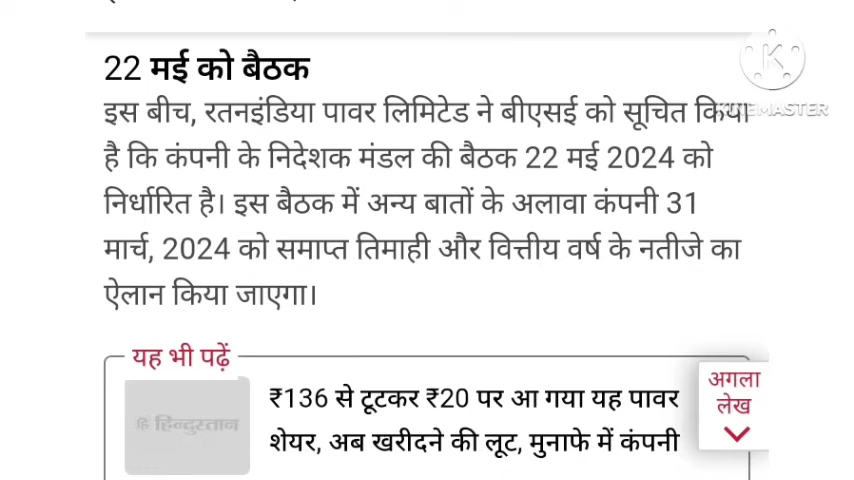 22 मई को बैठक
इस बीच, रतनइंडिया पावर लिमिटेड ने बीएसई को सूचित किया
है कि कंपनी के निदेशक मंडल की बैठक 22 मई 2024 को
निर्धारित है। इस बैठक में अन्य बातों के अलावा कंपनी 31
मार्च, 2024 को समाप्त तिमाही और वित्तीय वर्ष के नतीजे का
ऐलान किया जाएगा।
यह भी पढ़ें
हि हिन्दुस्तान
₹136 से टूटकर ₹20 पर आ गया यह पावर
शेयर, अब खरीदने की लूट, मुनाफे में कंपनी
अगला
लेख
K
KINEMASTER